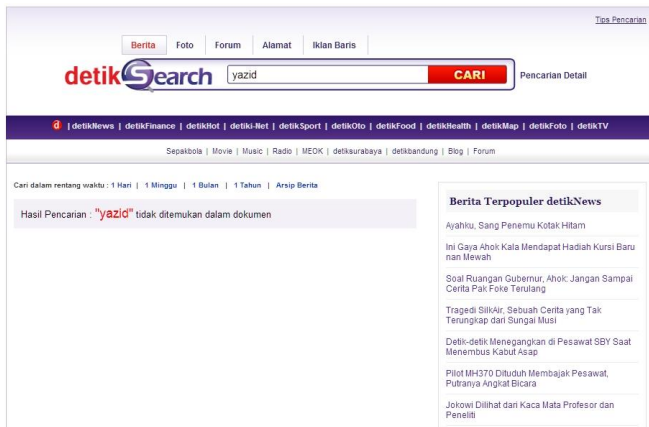 Tips Pencarian
Berita Foto Forum Alamat Iklan Baris
detikSearch yazid CARI Pencarian Detail
d | detikNews | detikFinance | detikHot | detiki-Net | detikSport | detikOto | detikFood | detikHealth | detikMap | detikFoto | detikTV
Sepakbola | Movie | Music | Radio | MEOK | detiksurabaya | detikbandung | Blog | Forum
Cari dalam rentang waktu : 1 Hari | 1 Minggu | 1 Bulan | 1 Tahun | Arsip Berita
Hasil Pencarian : "yazid" tidak ditemukan dalam dokumen
Berita Terpopuler detikNews
Ayahku, Sang Penemu Kotak Hitam
Ini Gaya Ahok Kala Mendapat Hadiah Kursi Baru
nan Mewah
Soal Ruangan Gubernur, Ahok: Jangan Sampai
Cerita Pak Foke Terulang
Tragedi SilkAir, Sebuah Cerita yang Tak
Terungkap dari Sungai Musi
Detik-detik Menegangkan di Pesawat SBY Saat
Menembus Kabut Asap
Pilot MH370 Dituduh Membajak Pesawat,
Putranya Angkat Bicara
Jokowi Dilihat dari Kaca Mata Profesor dan
Peneliti